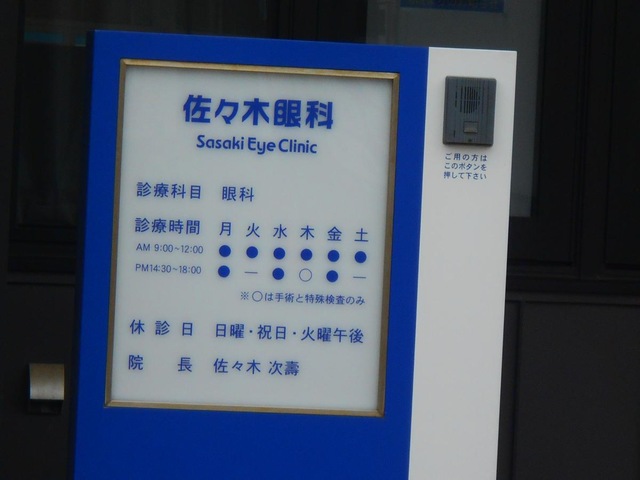 佐々木眼科
Sasaki Eye Clinic
診療科目 眼科
診療時間 月 火 水 木 金 土
AM 9:00~12:00 ● ● ● ● ● ●
PM14:30~18:00 ● — ● ○ ● —
※○は手術と特殊検査のみ
休診日 日曜・祝日・火曜午後
院長 佐々木 次壽
ご用の方は
このボタンを
押して下さい